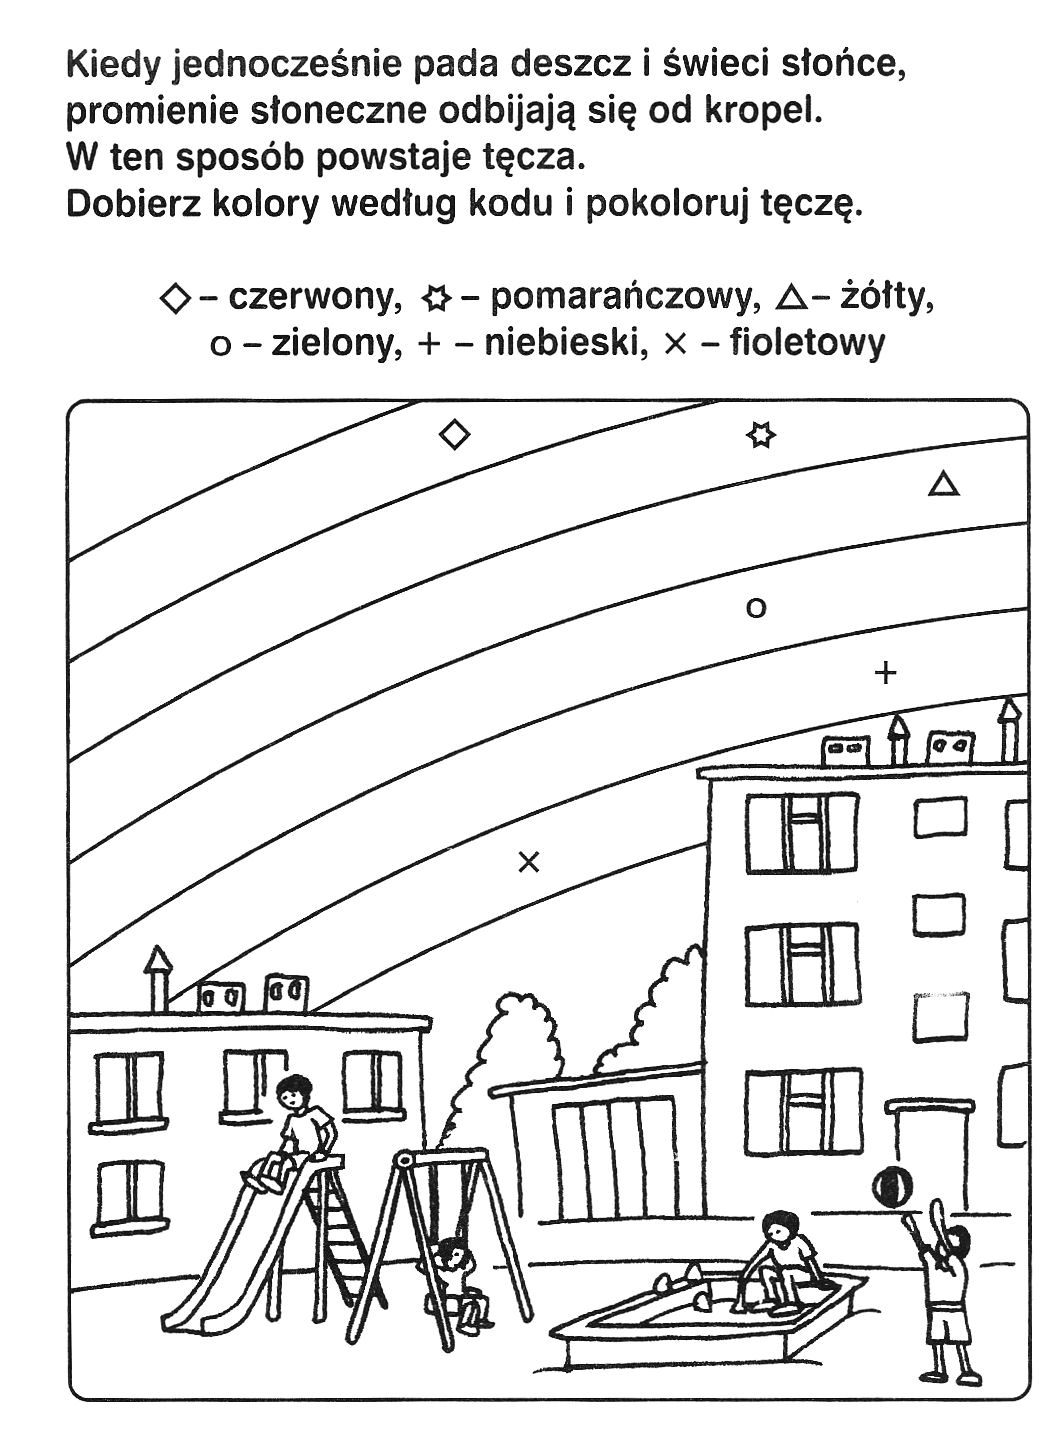 Kiedy jednocześnie pada deszcz i świeci słońce,
promienie słoneczne odbijają się od kropel.
W ten sposób powstaje tęcza.
Dobierz kolory według kodu i pokoloruj tęczę.
◇ – czerwony, ✡ – pomarańczowy, △ – żółty,
o – zielony, + – niebieski, × – fioletowy